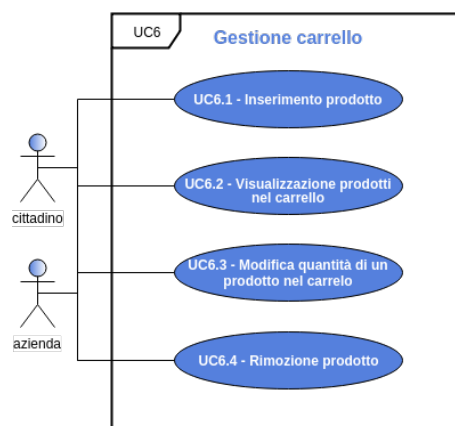 UC6
Gestione carrello
UC6.1 - Inserimento prodotto
UC6.2 - Visualizzazione prodotti
nel carrello
cittadino
UC6.3 - Modifica quantità di un
prodotto nel carrelo
azienda
UC6.4 - Rimozione prodotto